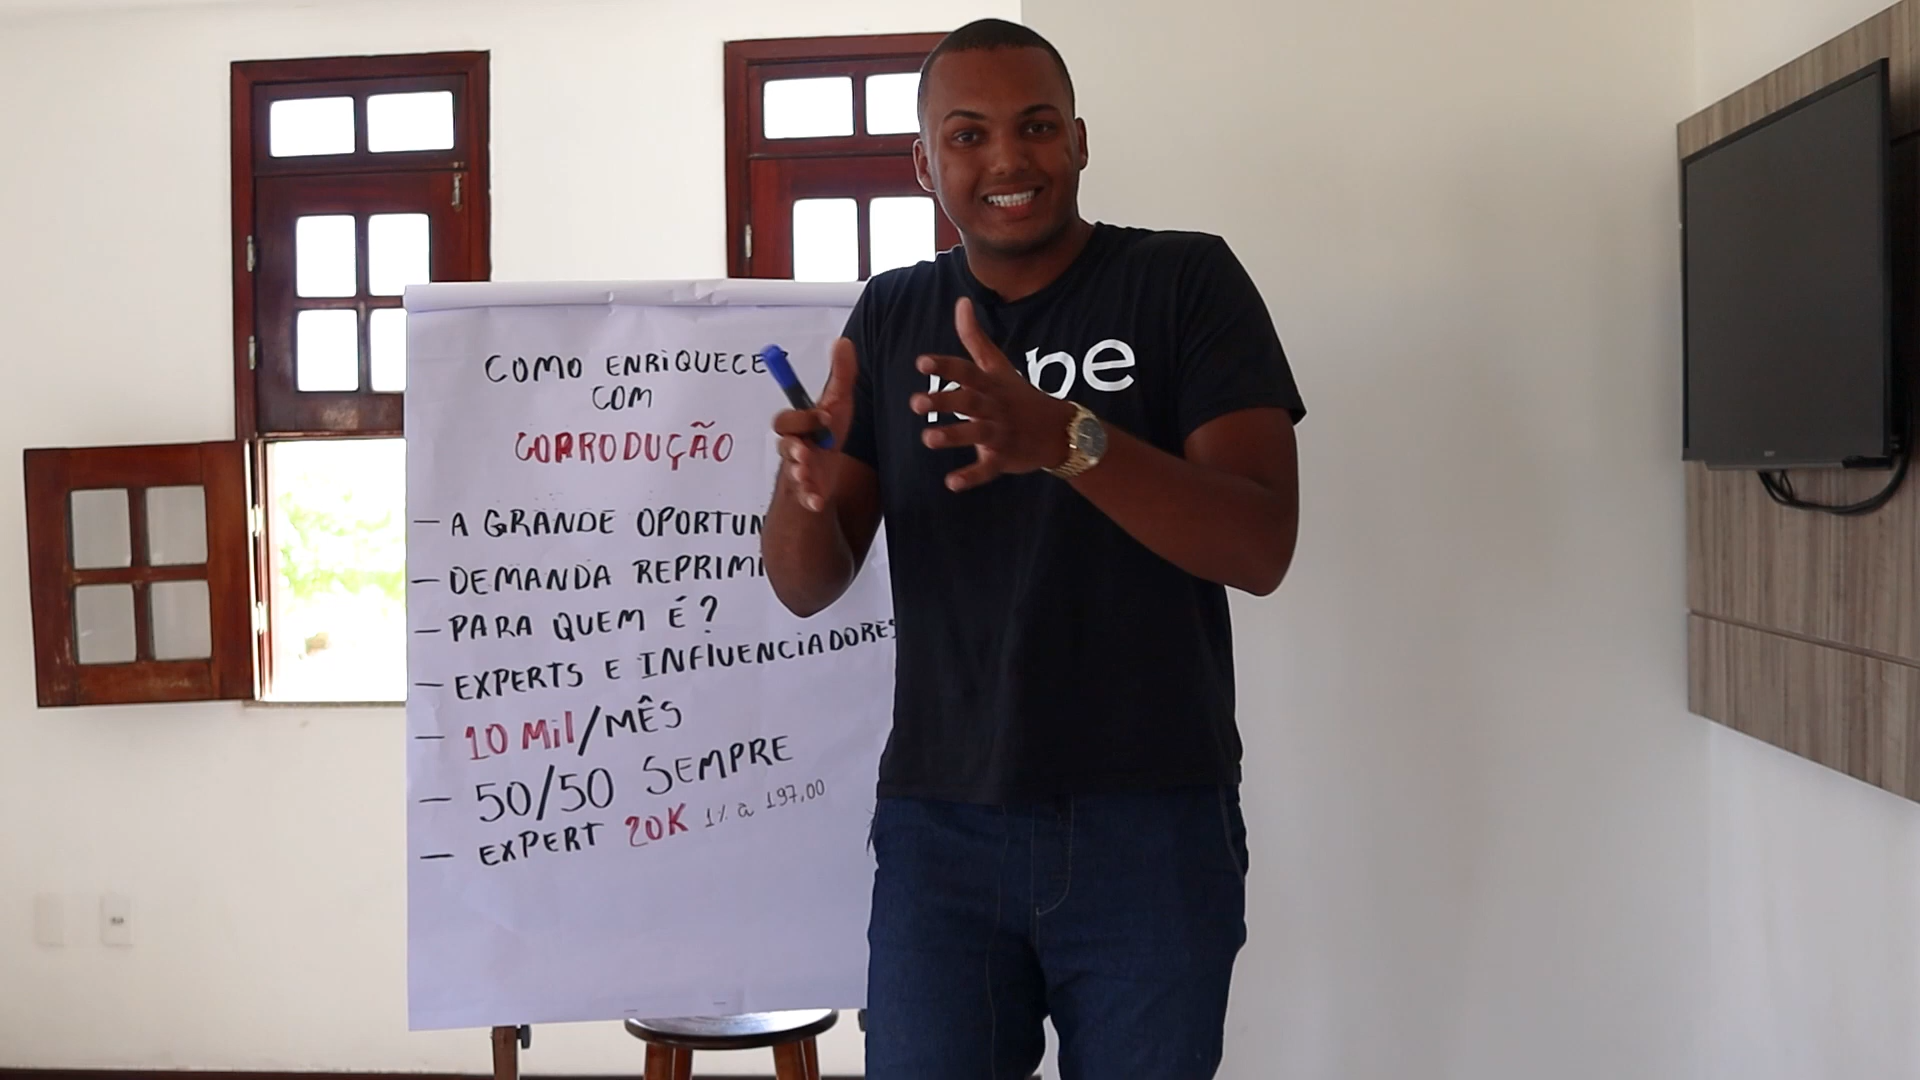 COMO ENRIQUECE
COM
COPRODUÇÃO
- A GRANDE OPORTUN
- DEMANDA REPRIMI
- PARA QUEM É?
- EXPERTS E INFLUENCIADORES
- 10 Mil/MÊS
- 50/50 SEMPRE
- EXPERT 20K 1% a 197,00